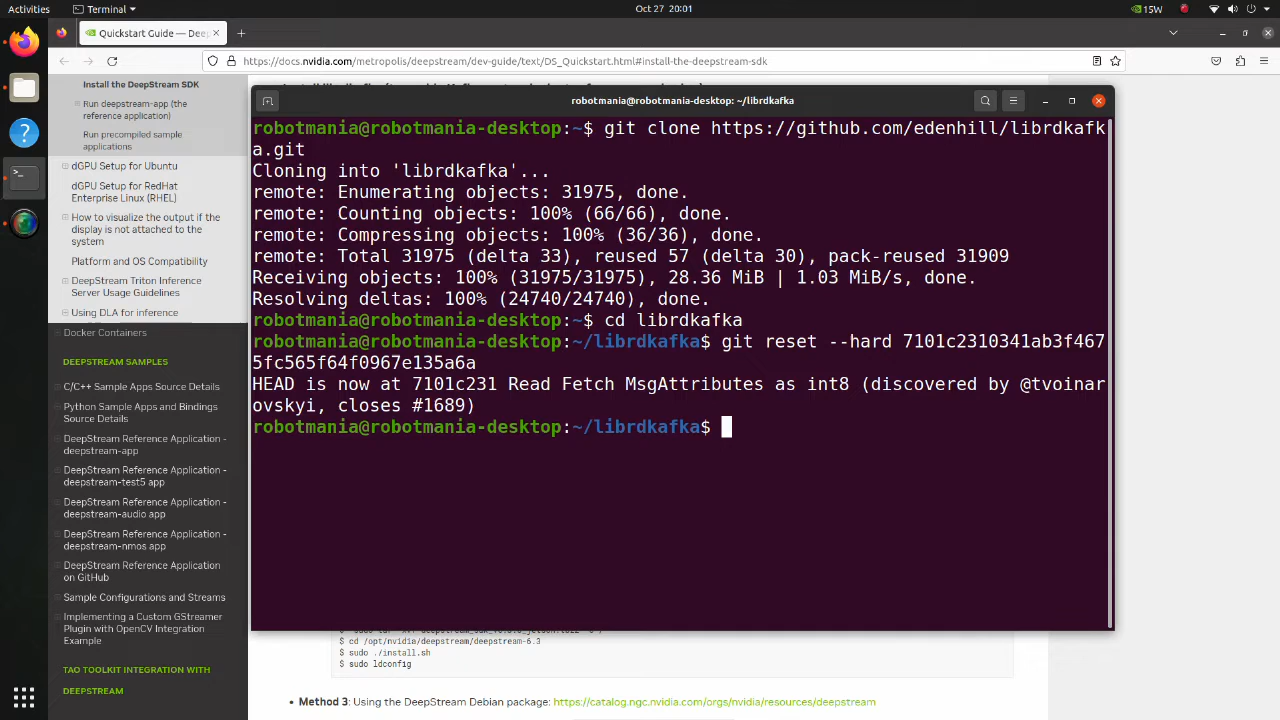 Activities
Terminal
Oct 27 20:01
15W
Quickstart Guide — Dee
https://docs.nvidia.com/metropolis/deepstream/dev-guide/text/DS_Quickstart.html#install-the-deepstream-sdk
Install the DeepStream SDK
Run deepstream-app (the
reference application)
Run precompiled sample
applications
dGPU Setup for Ubuntu
dGPU Setup for RedHat
Enterprise Linux (RHEL)
How to visualize the output if the
display is not attached to the
system
Platform and OS Compatibility
DeepStream Triton Inference
Server Usage Guidelines
Using DLA for inference
Docker Containers
DEEPSTREAM SAMPLES
C/C++ Sample Apps Source Details
Python Sample Apps and Bindings
Source Details
DeepStream Reference Application -
deepstream-app
DeepStream Reference Application -
deepstream-test5 app
DeepStream Reference Application -
deepstream-audio app
DeepStream Reference Application -
deepstream-nmos app
DeepStream Reference Application
on GitHub
Sample Configurations and Streams
Implementing a Custom GStreamer
Plugin with OpenCV Integration
Example
TAO TOOLKIT INTEGRATION WITH
DEEPSTREAM
robotmania@robotmania-desktop: ~/librdkafka
robotmania@robotmania-desktop:~$ git clone https://github.com/edenhill/librdkafk
a.git
Cloning into 'librdkafka'...
remote: Enumerating objects: 31975, done.
remote: Counting objects: 100% (66/66), done.
remote: Compressing objects: 100% (36/36), done.
remote: Total 31975 (delta 33), reused 57 (delta 30), pack-reused 31909
Receiving objects: 100% (31975/31975), 28.36 MiB | 1.03 MiB/s, done.
Resolving deltas: 100% (24740/24740), done.
robotmania@robotmania-desktop:~$ cd librdkafka
robotmania@robotmania-desktop:~/librdkafka$ git reset --hard 7101c2310341ab3f467
5fc565f64f0967e135a6a
HEAD is now at 7101c231 Read Fetch MsgAttributes as int8 (discovered by @tvoinar
ovskyi, closes #1689)
robotmania@robotmania-desktop:~/librdkafka$
$ cd /opt/nvidia/deepstream/deepstream-6.3
$ sudo ./install.sh
$ sudo ldconfig
Method 3: Using the DeepStream Debian package: https://catalog.ngc.nvidia.com/orgs/nvidia/resources/deepstream